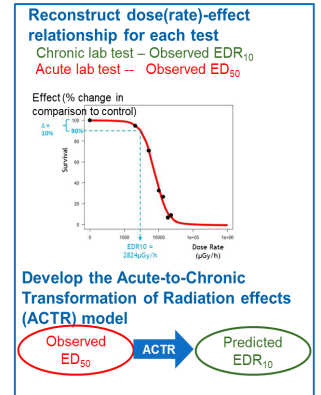 Reconstruct dose(rate)-effect
relationship for each test
Chronic lab test – Observed EDR10
Acute lab test -- Observed ED50
Effect (% change in
comparison to control)
Δ =
10%
100
90%
80
60
40
20
0
Survival
0
1000
10000
1e+05
1e+06
EDR10 =
2824µGy/h
Dose Rate
(µGy/h)
Develop the Acute-to-Chronic
Transformation of Radiation effects
(ACTR) model
Observed
ED50
ACTR
Predicted
EDR10